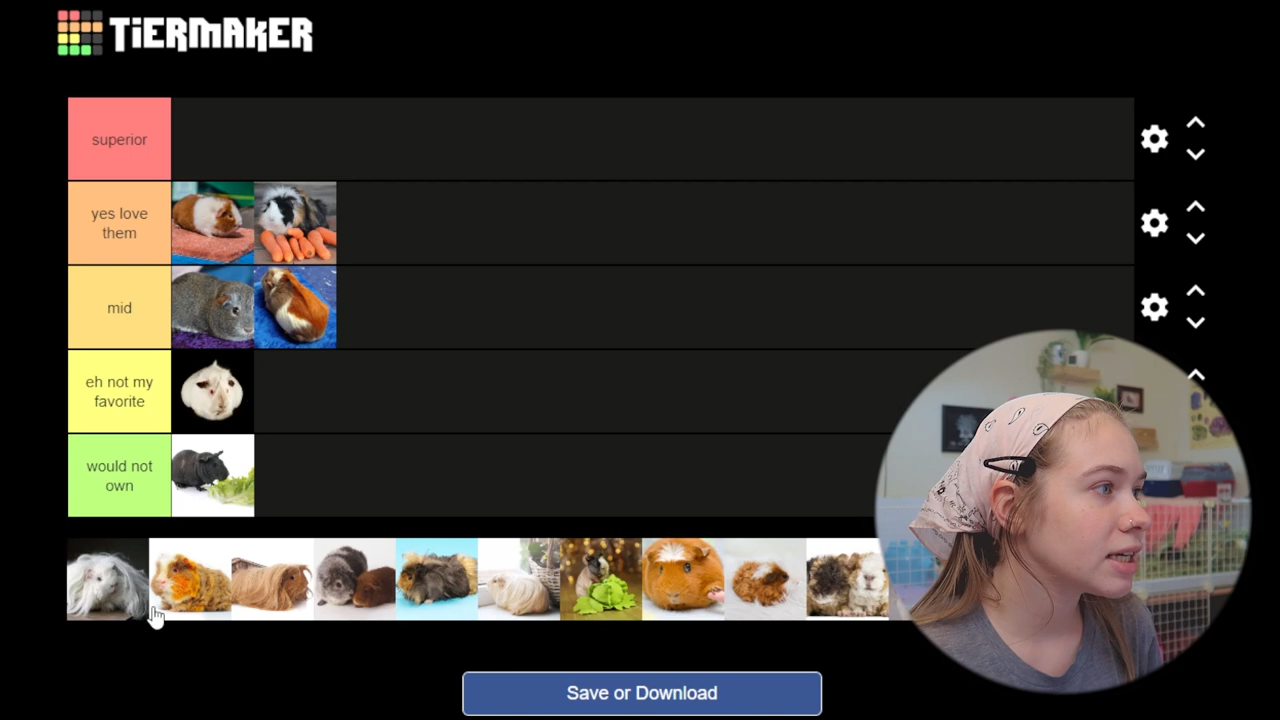 TiERMAKER
superior
yes love
them
mid
eh not my
favorite
would not
own
Save or Download